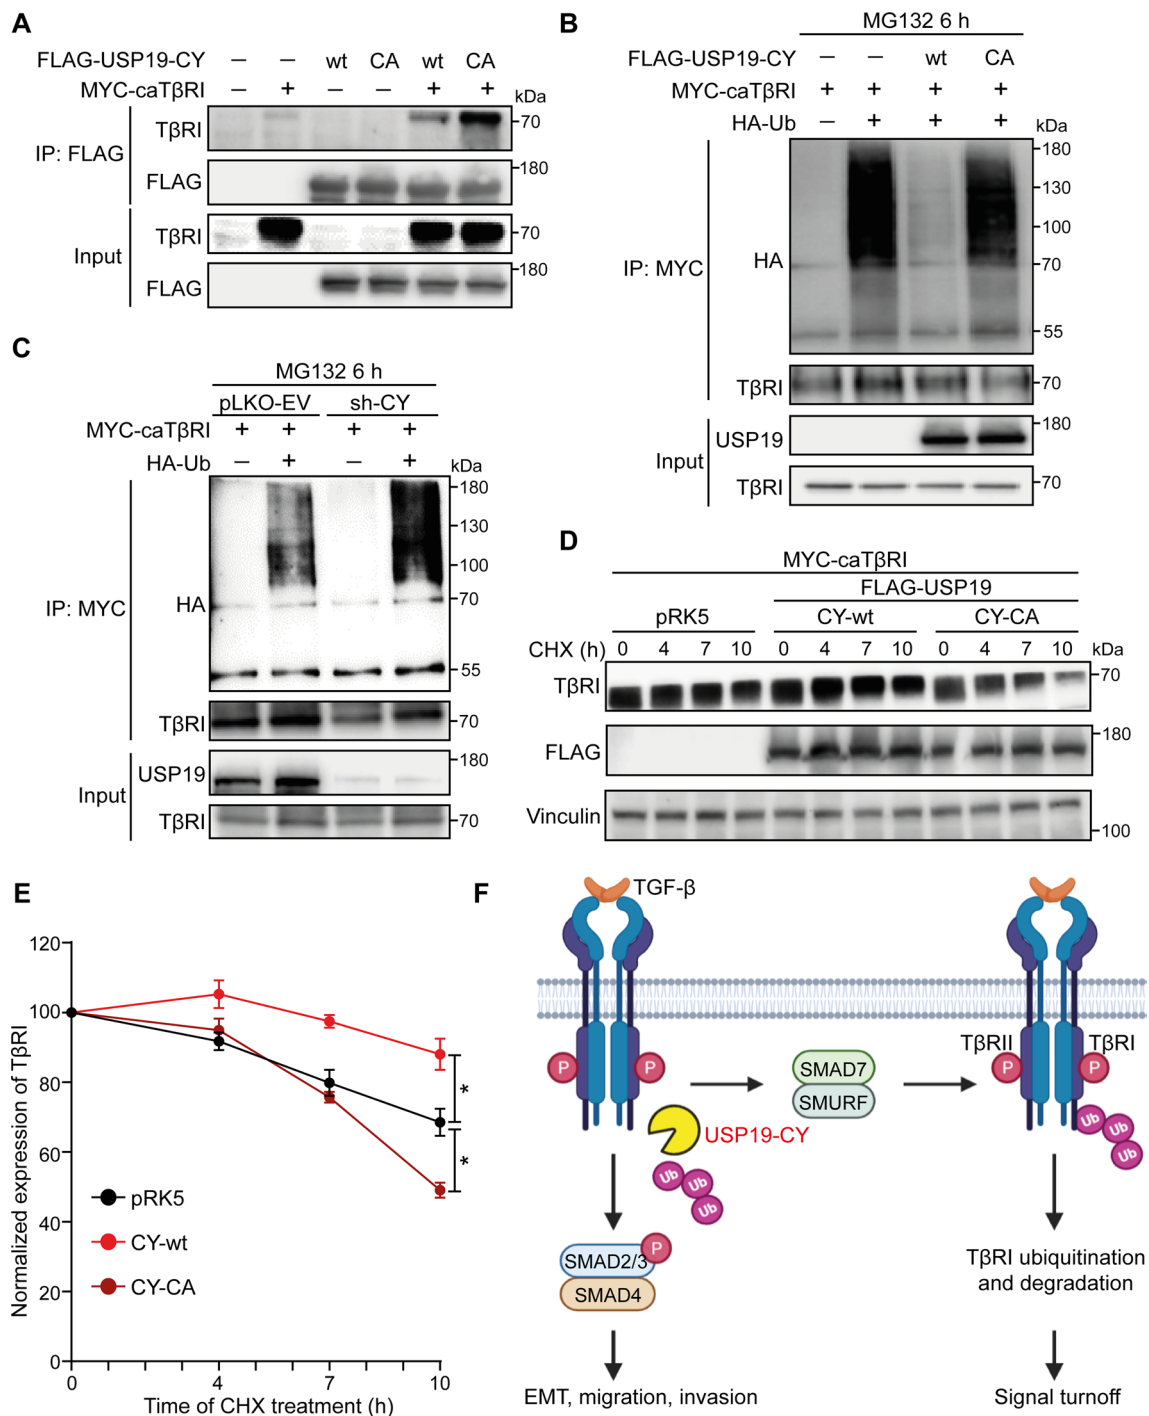 A
FLAG-USP19-CY – – wt CA wt CA
MYC-caTβRI – + – – + +
kDa
IP: FLAG
TβRI
70
FLAG
180
Input
TβRI
70
FLAG
180
B
MG132 6 h
FLAG-USP19-CY – – wt CA
MYC-caTβRI + + + +
HA-Ub – + + +
kDa
IP: MYC
HA
180
130
100
70
55
TβRI
70
Input
USP19
180
TβRI
70
C
MG132 6 h
pLKO-EV sh-CY
MYC-caTβRI + + + +
HA-Ub – + – +
kDa
IP: MYC
HA
180
130
100
70
55
TβRI
70
Input
USP19
180
TβRI
70
D
MYC-caTβRI
FLAG-USP19
pRK5 CY-wt CY-CA
CHX (h) 0 4 7 10 0 4 7 10 0 4 7 10
kDa
TβRI
70
FLAG
180
Vinculin
100
E
Normalized expression of TβRI
120
100
80
60
40
20
0
0 4 7 10
Time of CHX treatment (h)
pRK5
CY-wt
CY-CA
*
*
F
TGF-β
P P
SMAD7
SMURF
TβRII TβRI
P P
USP19-CY
Ub
Ub
Ub
Ub
Ub
Ub
P
SMAD2/3
SMAD4
TβRI ubiquitination
and degradation
EMT, migration, invasion
Signal turnoff